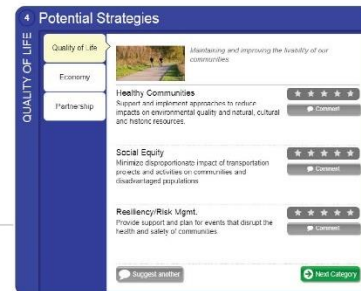 4 Potential Strategies
QUALITY OF LIFE
Quality of Life
Economy
Partnership
Maintaining and improving the livability of our
communities.
Healthy Communities
Support and implement approaches to reduce
impacts on environmental quality and natural, cultural
and historic resources.
Comment
Social Equity
Minimize disproportionate impact of transportation
projects and activities on communities and
disadvantaged populations
Comment
Resiliency/Risk Mgmt.
Provide support and plan for events that disrupt the
health and safety of communities
Comment
Suggest another
Next Category